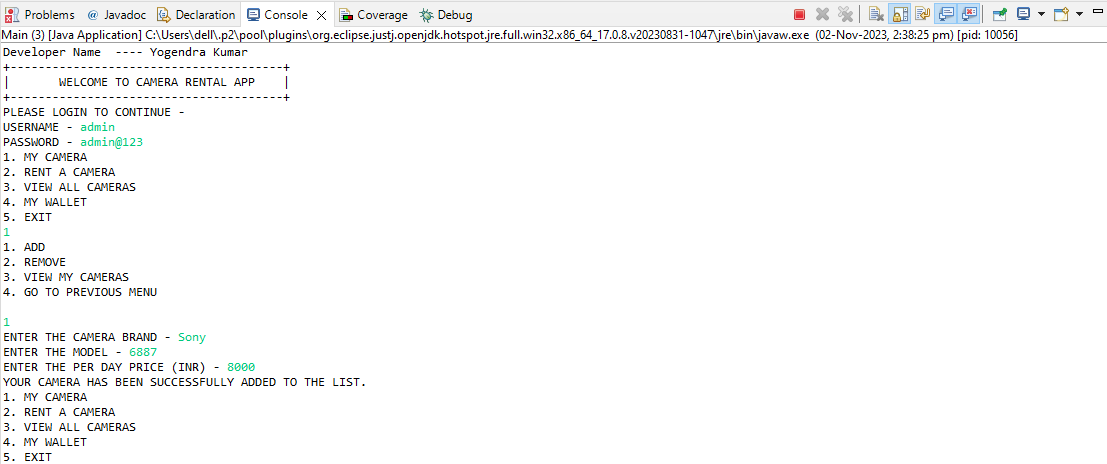 Problems @ Javadoc Declaration Console Coverage Debug
Main (3) [Java Application] C:\Users\dell\.p2\pool\plugins\org.eclipse.justj.openjdk.hotspot.jre.full.win32.x86_64_17.0.8.v20230831-1047\jre\bin\javaw.exe (02-Nov-2023, 2:38:25 pm) [pid: 10056]
Developer Name ---- Yogendra Kumar
+---------------------------------------+
| WELCOME TO CAMERA RENTAL APP |
+---------------------------------------+
PLEASE LOGIN TO CONTINUE -
USERNAME - admin
PASSWORD - admin@123
1. MY CAMERA
2. RENT A CAMERA
3. VIEW ALL CAMERAS
4. MY WALLET
5. EXIT
1
1. ADD
2. REMOVE
3. VIEW MY CAMERAS
4. GO TO PREVIOUS MENU
1
ENTER THE CAMERA BRAND - Sony
ENTER THE MODEL - 6887
ENTER THE PER DAY PRICE (INR) - 8000
YOUR CAMERA HAS BEEN SUCCESSFULLY ADDED TO THE LIST.
1. MY CAMERA
2. RENT A CAMERA
3. VIEW ALL CAMERAS
4. MY WALLET
5. EXIT